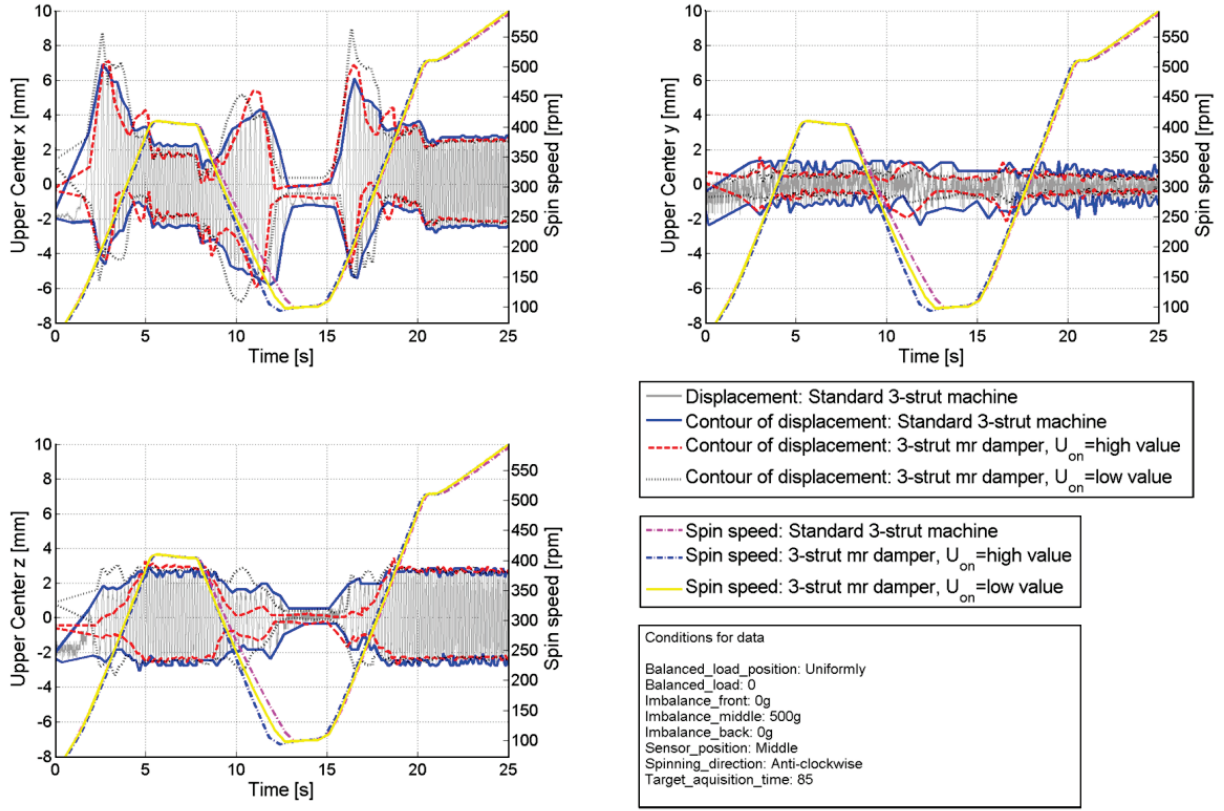 10
8
6
4
2
0
-2
-4
-6
-8
Upper Center x [mm]
0 5 10 15 20 25
Time [s]
550
500
450
400
350
300
250
200
150
100
Spin speed [rpm]
10
8
6
4
2
0
-2
-4
-6
-8
Upper Center y [mm]
0 5 10 15 20 25
Time [s]
550
500
450
400
350
300
250
200
150
100
Spin speed [rpm]
10
8
6
4
2
0
-2
-4
-6
-8
Upper Center z [mm]
0 5 10 15 20 25
Time [s]
550
500
450
400
350
300
250
200
150
100
Spin speed [rpm]
Displacement: Standard 3-strut machine
Contour of displacement: Standard 3-strut machine
Contour of displacement: 3-strut mr damper, U_on=high value
Contour of displacement: 3-strut mr damper, U_on=low value
Spin speed: Standard 3-strut machine
Spin speed: 3-strut mr damper, U_on=high value
Spin speed: 3-strut mr damper, U_on=low value
Conditions for data
Balanced_load_position: Uniformly
Balanced_load: 0
Imbalance_front: 0g
Imbalance_middle: 500g
Imbalance_back: 0g
Sensor_position: Middle
Spinning_direction: Anti-clockwise
Target_aquisition_time: 85